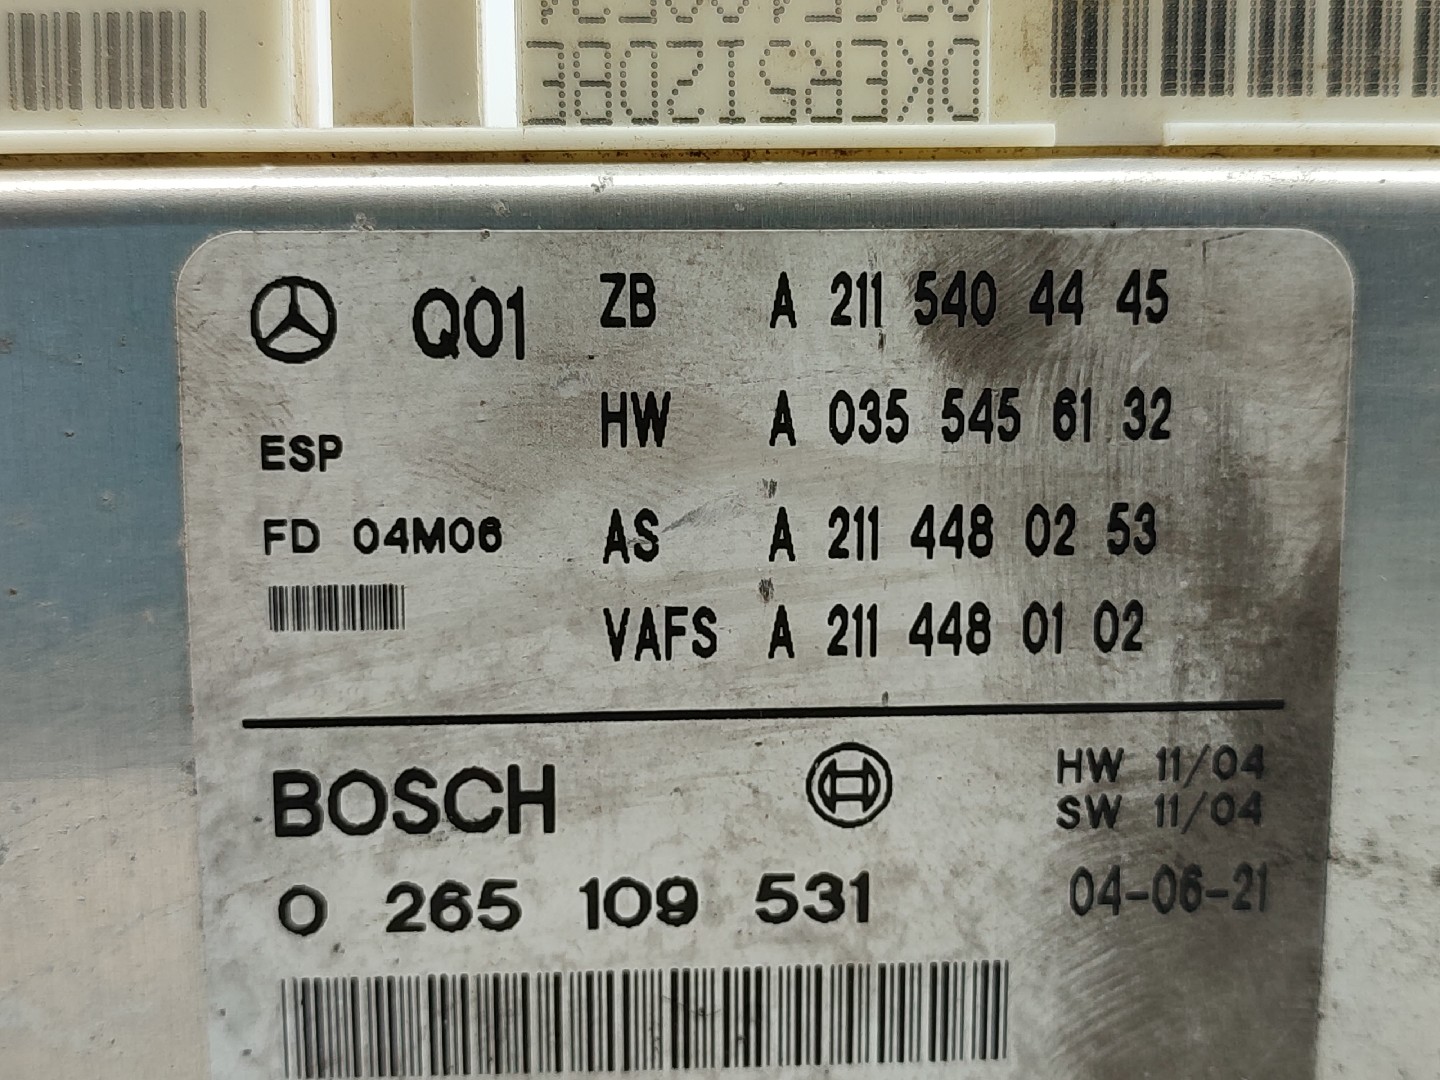 Q01
ZB A 211 540 44 45
HW A 035 545 61 32
ESP
AS A 211 448 02 53
FD 04M06
VAFS A 211 448 01 02
BOSCH
HW 11/04
SW 11/04
0 265 109 531
04-06-21